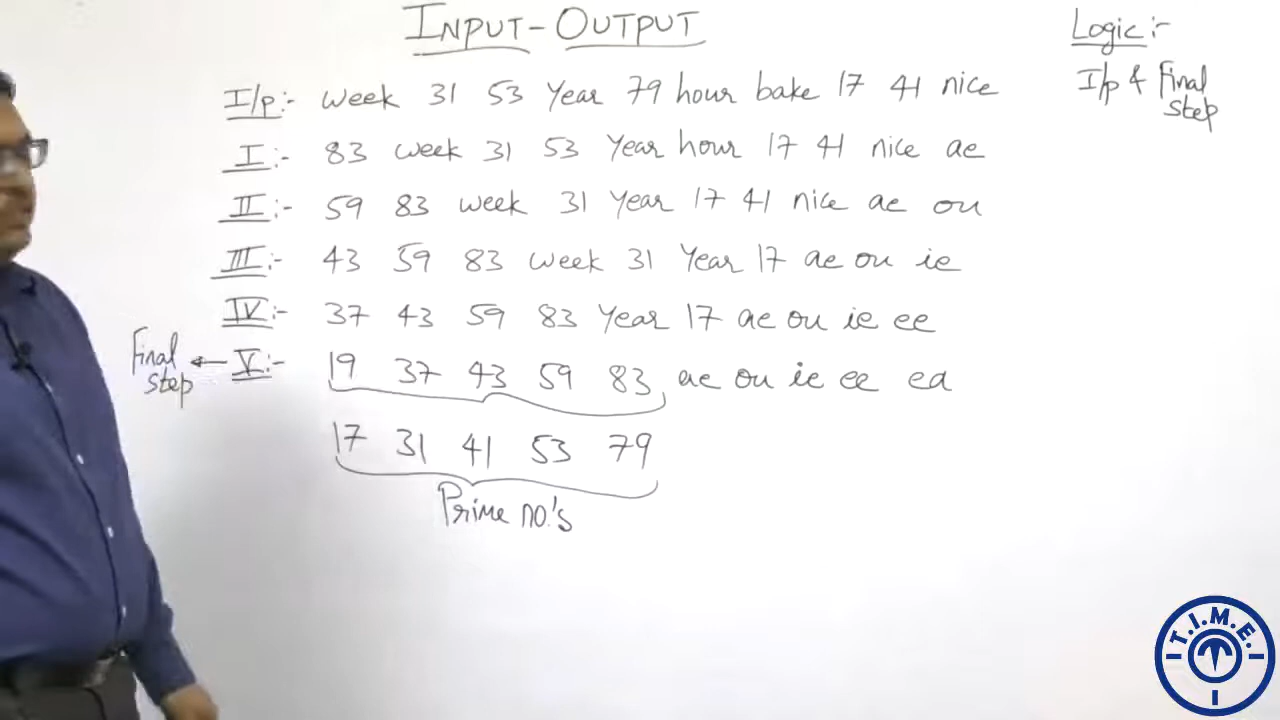 INPUT-OUTPUT
Logic:-
I/p & Final
step
I/p:- week 31 53 Year 79 hour bake 17 41 nice
I:- 83 week 31 53 Year hour 17 41 nice ae
II:- 59 83 week 31 Year 17 41 nice ae ou
III:- 43 59 83 week 31 Year 17 ae ou ie
IV:- 37 43 59 83 Year 17 ae ou ie ee
Final
step
V:- 19 37 43 59 83 ae ou ie ee ea
17 31 41 53 79
Prime no's
T.I.M.E.